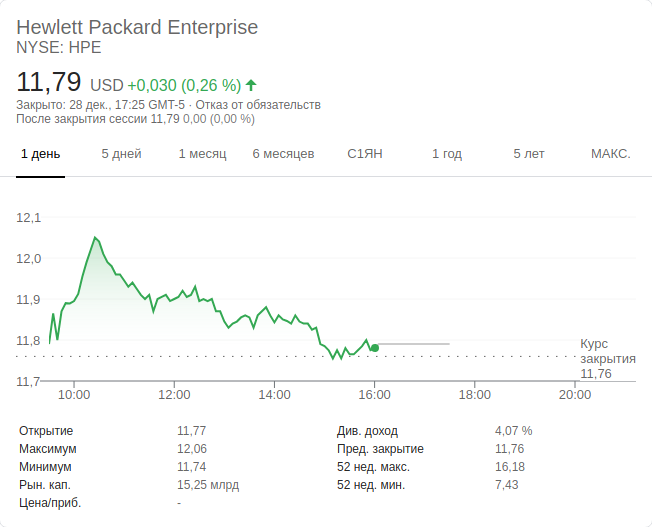 Hewlett Packard Enterprise
NYSE: HPE
11,79 USD +0,030 (0,26 %)
Закрыто: 28 дек., 17:25 GMT-5 · Отказ от обязательств
После закрытия сессии 11,79 0,00 (0,00 %)
1 день 5 дней 1 месяц 6 месяцев С1ЯН 1 год 5 лет МАКС.
12,1
12,0
11,9
11,8
Курс
закрытия
11,76
11,7
10:00 12:00 14:00 16:00 18:00 20:00
Открытие 11,77 Див. доход 4,07 %
Максимум 12,06 Пред. закрытие 11,76
Минимум 11,74 52 нед. макс. 16,18
Рын. кап. 15,25 млрд 52 нед. мин. 7,43
Цена/приб. -